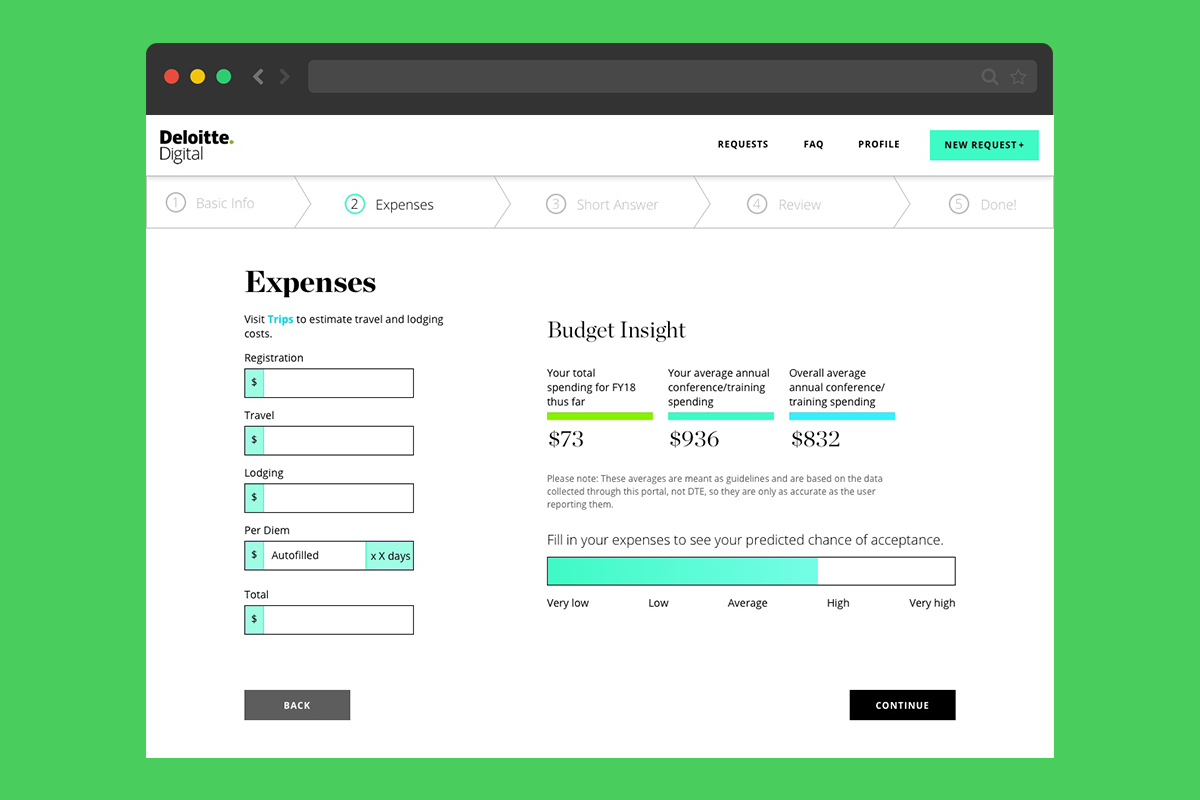 Deloitte.
Digital
REQUESTS FAQ PROFILE NEW REQUEST +
1 Basic Info 2 Expenses 3 Short Answer 4 Review 5 Done!
Expenses
Visit Trips to estimate travel and lodging
costs.
Registration
$
Travel
$
Lodging
$
Per Diem
$ Autofilled x X days
Total
$
BACK
Budget Insight
Your total
spending for FY18
thus far
$73
Your average annual
conference/training
spending
$936
Overall average
annual conference/
training spending
$832
Please note: These averages are meant as guidelines and are based on the data
collected through this portal, not DTE, so they are only as accurate as the user
reporting them.
Fill in your expenses to see your predicted chance of acceptance.
Very low Low Average High Very high
CONTINUE